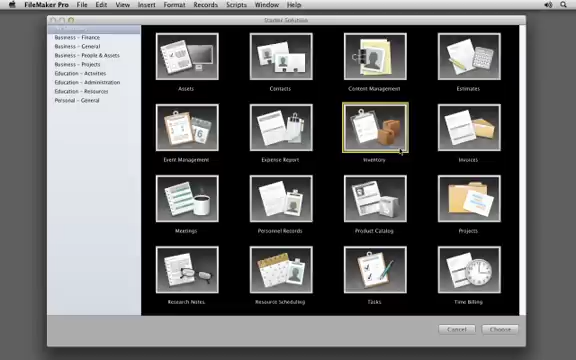 FileMaker Pro File Edit View Insert Format Records Scripts Window Help
Starter Solutions
Business - Finance
Business - General
Business - People & Assets
Business - Projects
Education - Activities
Education - Administration
Education - Resources
Personal - General
Assets Contacts Content Management Estimates
Event Management Expense Report Inventory Invoices
Meetings Personnel Records Product Catalog Projects
Research Notes Resource Scheduling Tasks Time Billing
Cancel Choose